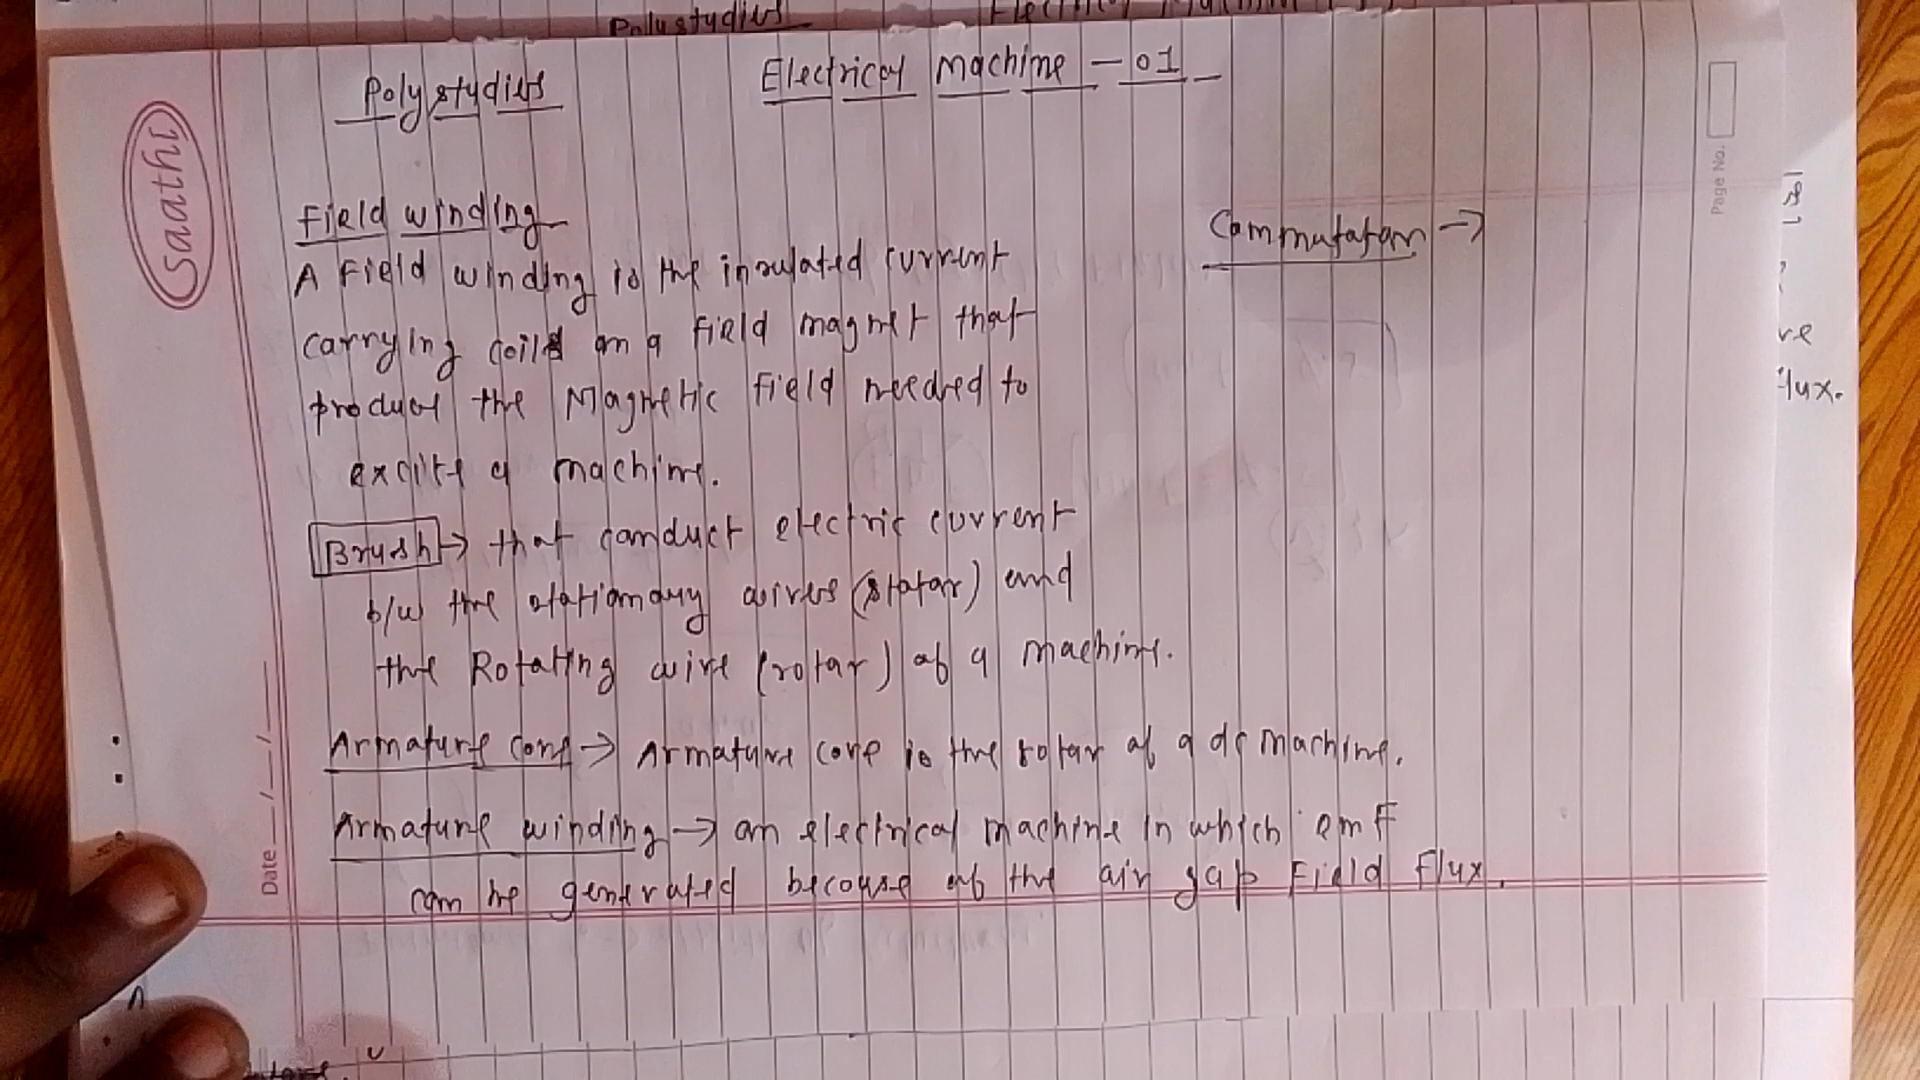 Polystudies
Electrical Machine - 01
Saathi
Page No.
Field winding
Commutator →
A Field winding is the insulated current
carrying coils on a field magnet that
produce the Magnetic Field needed to
excite a machine.
Brush → that conduct electric current
b/w the stationary wires (stator) and
the Rotating wire (rotor) of a machine.
Armature core → Armature core is the rotor of a dc machine.
Armature winding → an electrical machine in which emf
can be generated because of the air gap Field flux.
Date __/__/__
re
flux.